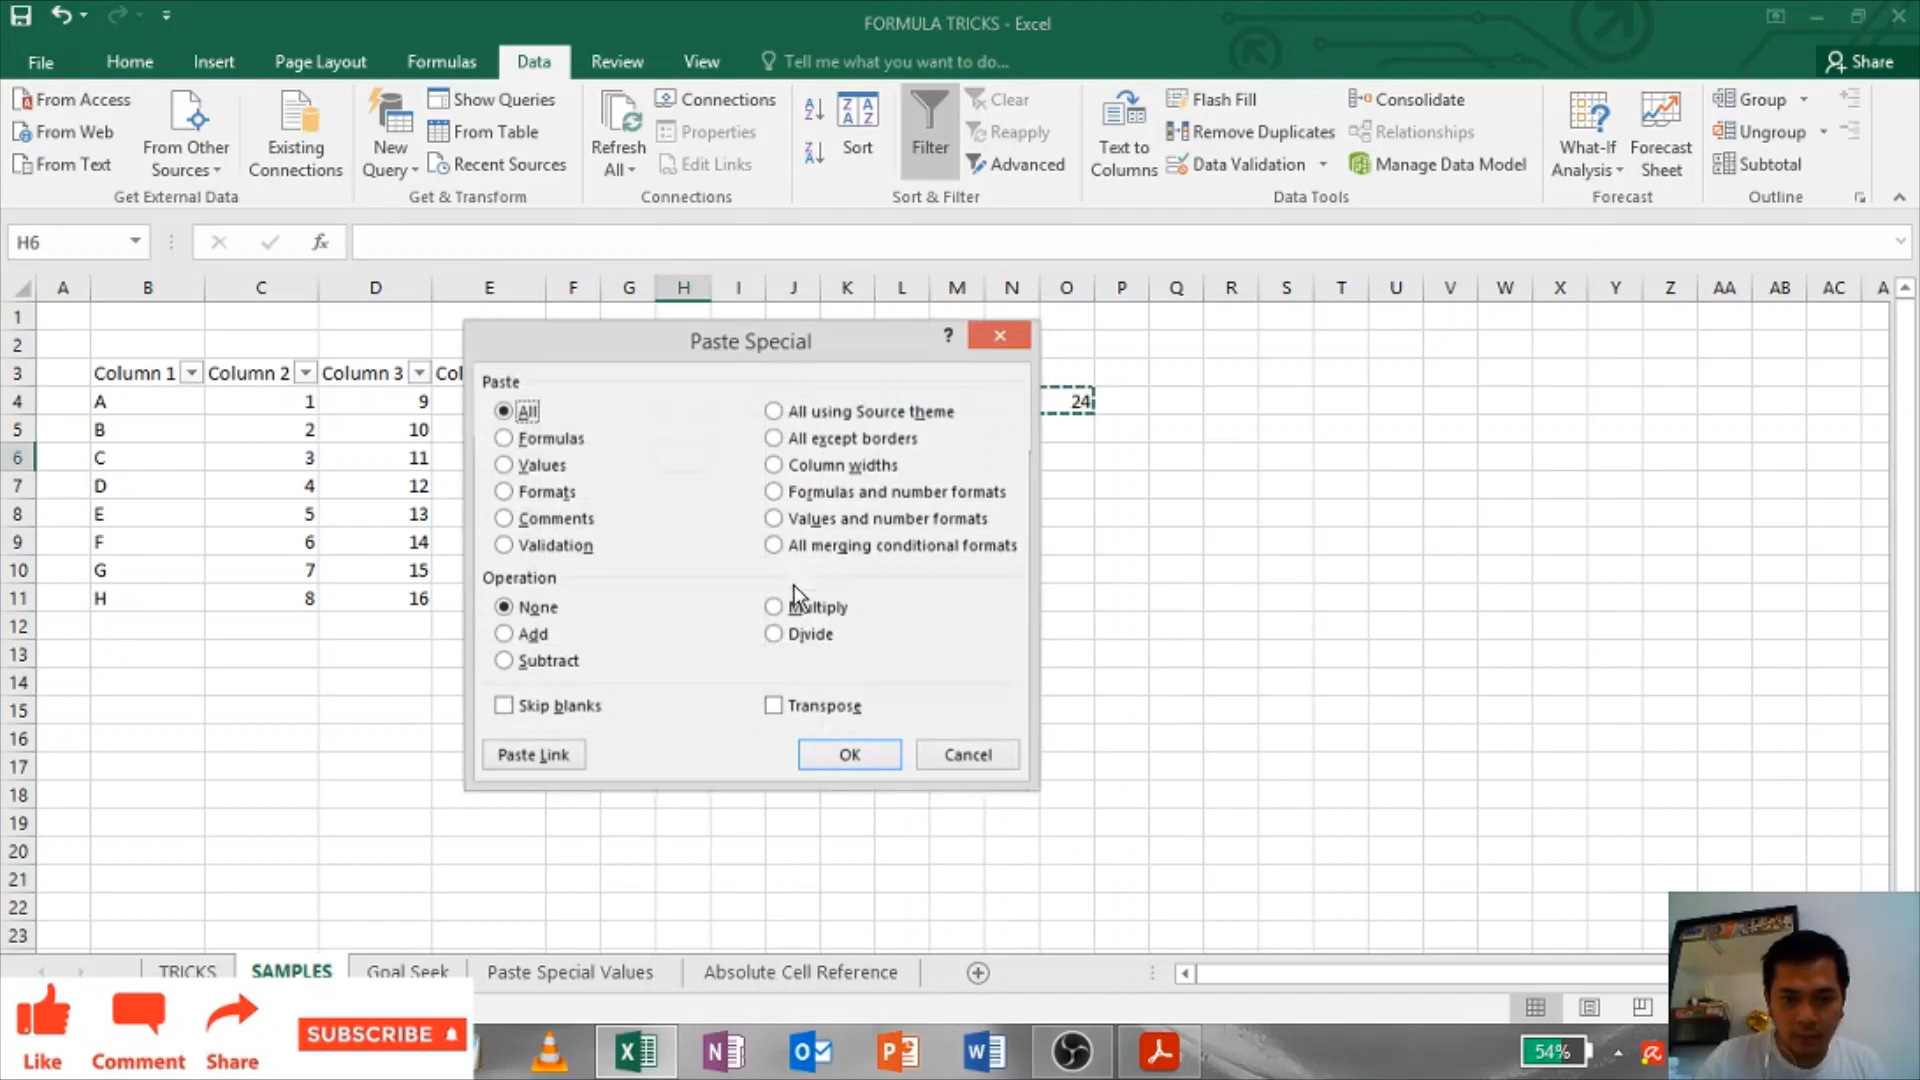 FORMULA TRICKS - Excel
File Home Insert Page Layout Formulas Data Review View Tell me what you want to do... Share
From Access
From Web
From Text
From Other Sources
Existing Connections
Get External Data
New Query
Show Queries
From Table
Recent Sources
Get & Transform
Refresh All
Connections
Properties
Edit Links
Connections
Sort
Filter
Clear
Reapply
Advanced
Sort & Filter
Text to Columns
Flash Fill
Remove Duplicates
Data Validation
Consolidate
Relationships
Manage Data Model
Data Tools
What-If Analysis
Forecast Sheet
Forecast
Group
Ungroup
Subtotal
Outline
H6 fx
A B C D E F G H I J K L M N O P Q R S T U V W X Y Z AA AB AC A
1
2
3 Column 1 Column 2 Column 3 Col
4 A 1 9 24
5 B 2 10
6 C 3 11
7 D 4 12
8 E 5 13
9 F 6 14
10 G 7 15
11 H 8 16
12
13
14
15
16
17
18
19
20
21
22
23
Paste Special ?
Paste
All All using Source theme
Formulas All except borders
Values Column widths
Formats Formulas and number formats
Comments Values and number formats
Validation All merging conditional formats
Operation
None Multiply
Add Divide
Subtract
Skip blanks Transpose
Paste Link OK Cancel
TRICKS SAMPLES Goal Seek Paste Special Values Absolute Cell Reference
Like Comment Share SUBSCRIBE
54%